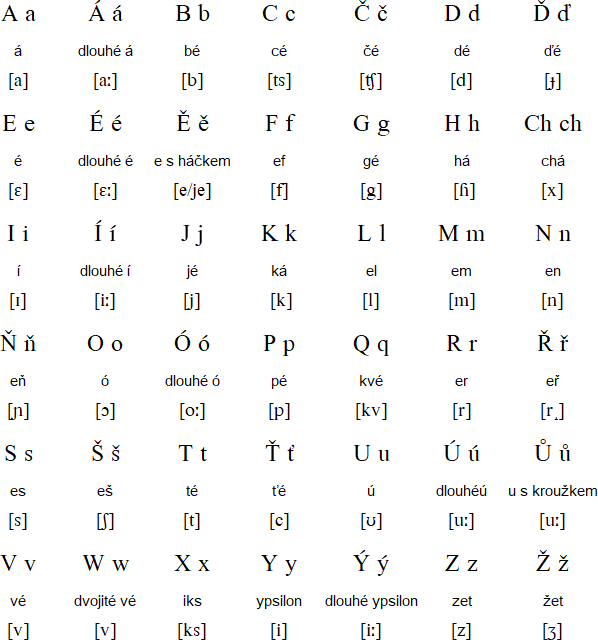 A a Á á B b C c Č č D d Ď ď
á dlouhé á bé cé čé dé ďé
[a] [aː] [b] [ts] [ʧ] [d] [ɟ]
E e É é Ě ě F f G g H h Ch ch
é dlouhé é e s háčkem ef gé há chá
[ɛ] [ɛː] [e/je] [f] [g] [ɦ] [x]
I i Í í J j K k L l M m N n
í dlouhé í jé ká el em en
[ɪ] [iː] [j] [k] [l] [m] [n]
Ň ň O o Ó ó P p Q q R r Ř ř
eň ó dlouhé ó pé kvé er eř
[ɲ] [ɔ] [oː] [p] [kv] [r] [r̝]
S s Š š T t Ť ť U u Ú ú Ů ů
es eš té ťé ú dlouhéú u s kroužkem
[s] [ʃ] [t] [c] [ʊ] [uː] [uː]
V v W w X x Y y Ý ý Z z Ž ž
vé dvojité vé iks ypsilon dlouhé ypsilon zet žet
[v] [v] [ks] [i] [iː] [z] [ʒ]